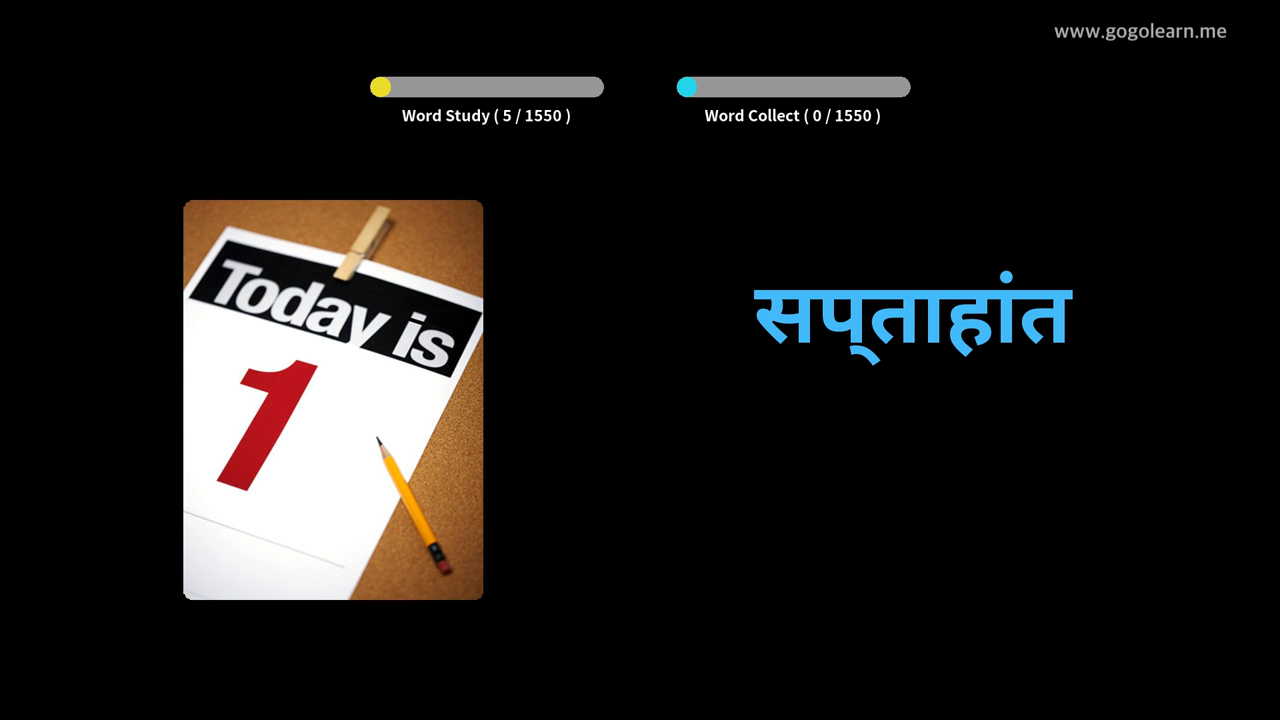 www.gogolearn.me
Word Study ( 5 / 1550 )
Word Collect ( 0 / 1550 )
Today is
1
सप्ताहांत